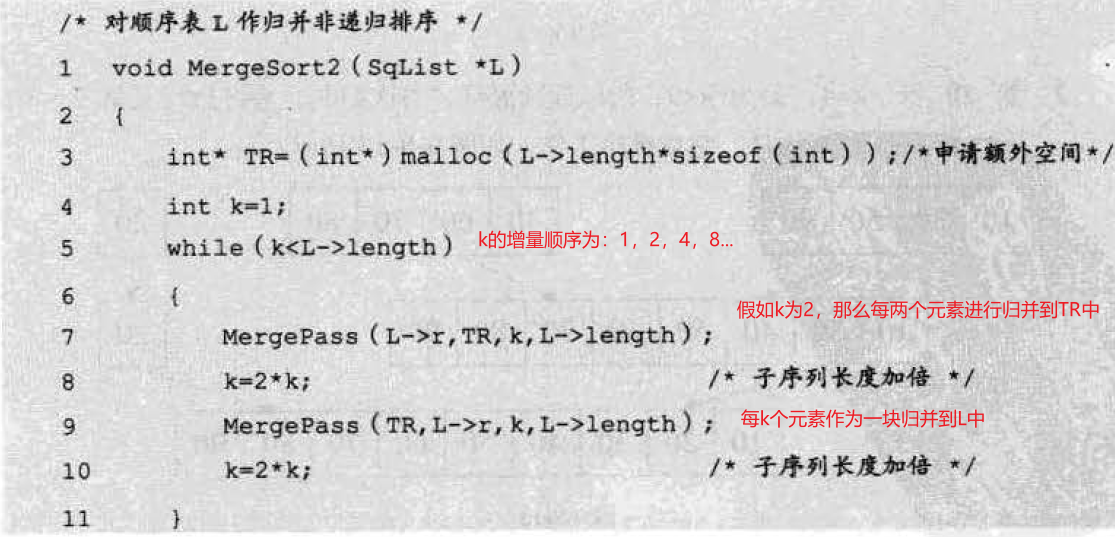 /* 对顺序表 L 作归并非递归排序 */
1 void MergeSort2(SqList *L)
2 {
3 int* TR=(int*)malloc(L->length*sizeof(int));/*申请额外空间*/
4 int k=1;
5 while(k<L->length) k的增量顺序为：1，2，4，8...
6 {
假如k为2，那么每两个元素进行归并到TR中
7 MergePass(L->r,TR,k,L->length);
8 k=2*k; /* 子序列长度加倍 */
9 MergePass(TR,L->r,k,L->length); 每k个元素作为一块归并到L中
10 k=2*k; /* 子序列长度加倍 */
11 }